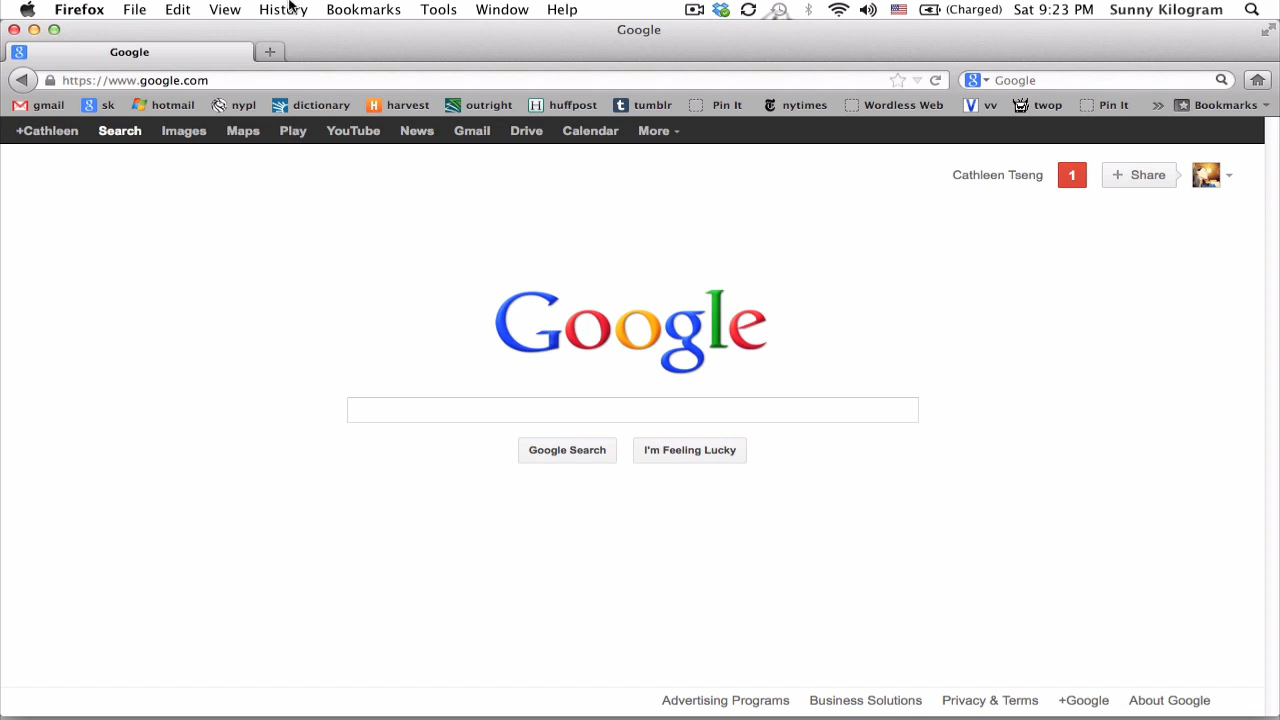 Firefox File Edit View History Bookmarks Tools Window Help (Charged) Sat 9:23 PM Sunny Kilogram
Google
g Google +
https://www.google.com g Google
gmail g sk hotmail nypl dictionary H harvest outright H huffpost t tumblr Pin It T nytimes Wordless Web V vv twop Pin It » Bookmarks
+Cathleen Search Images Maps Play YouTube News Gmail Drive Calendar More
Cathleen Tseng 1 + Share
Google
Google Search I'm Feeling Lucky
Advertising Programs Business Solutions Privacy & Terms +Google About Google